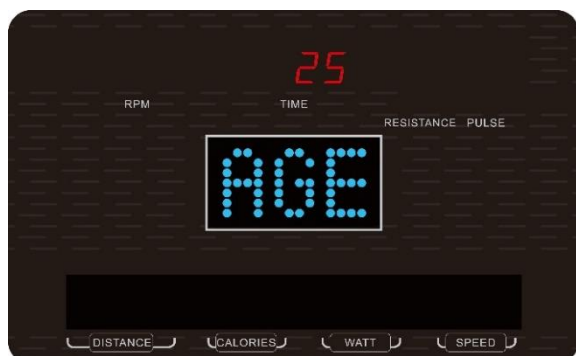 25
RPM TIME
RESISTANCE PULSE
AGE
DISTANCE CALORIES WATT SPEED